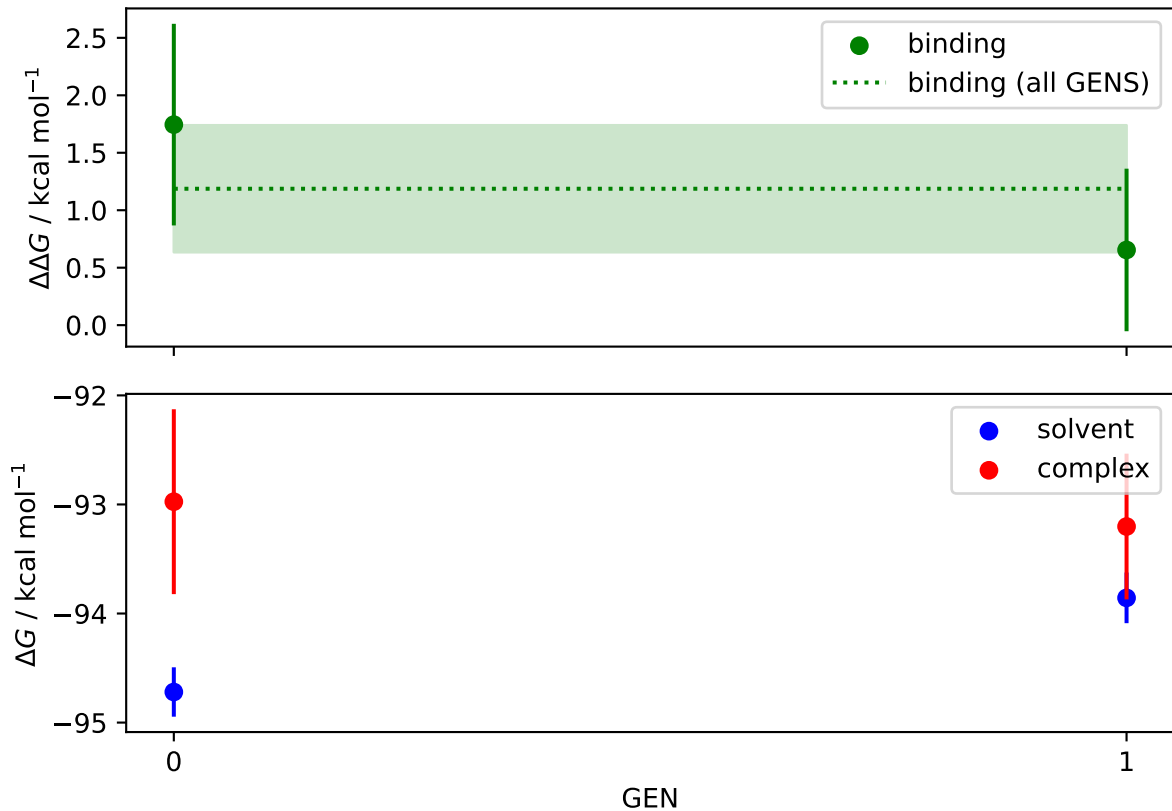 2.5
2.0
1.5
1.0
0.5
0.0
ΔΔG / kcal mol⁻¹
binding
binding (all GENS)
−92
−93
−94
−95
ΔG / kcal mol⁻¹
solvent
complex
0
1
GEN